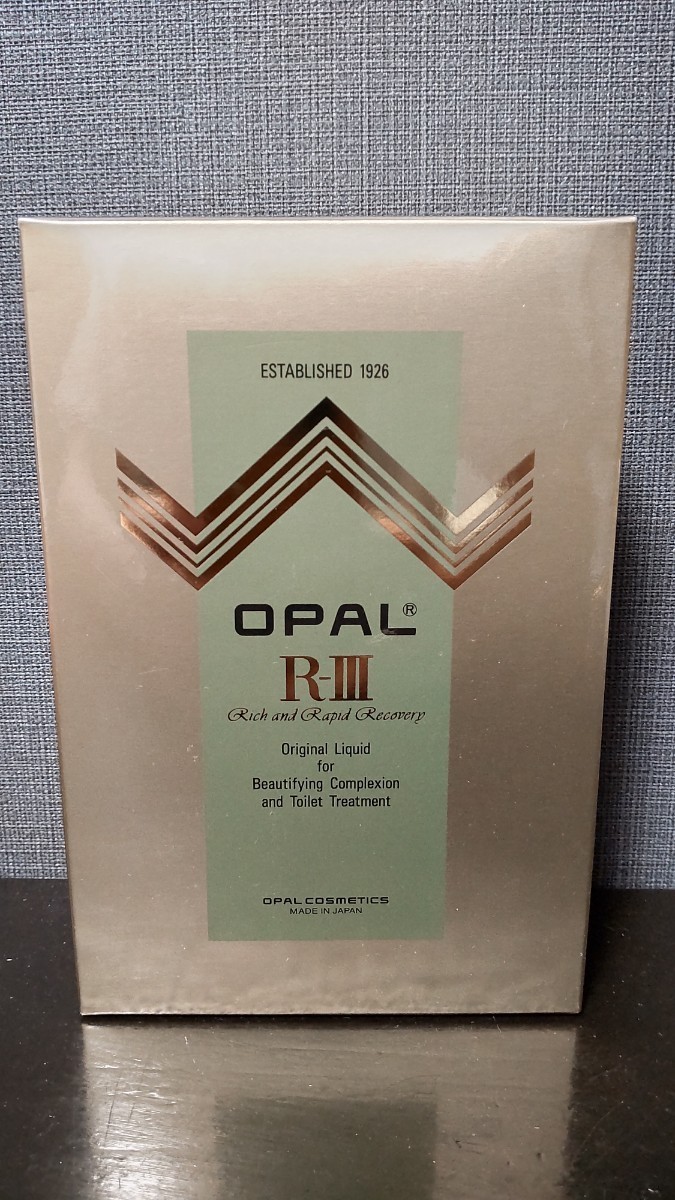 ESTABLISHED 1926
OPAL®
R-III
Rich and Rapid Recovery
Original Liquid
for
Beautifying Complexion
and Toilet Treatment
OPAL COSMETICS
MADE IN JAPAN